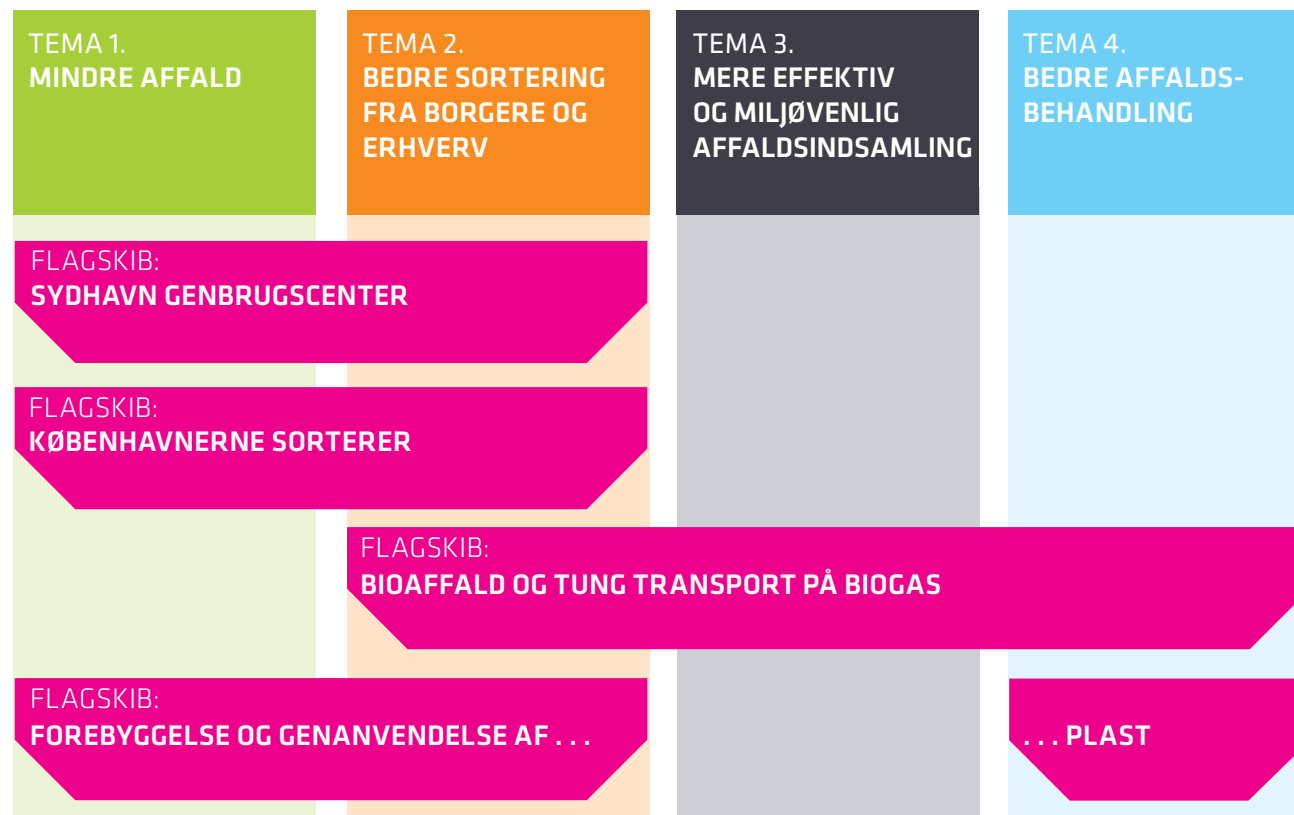 TEMA 1.
MINDRE AFFALD
TEMA 2.
BEDRE SORTERING
FRA BORGERE OG
ERHVERV
TEMA 3.
MERE EFFEKTIV
OG MILJØVENLIG
AFFALDSINDSAMLING
TEMA 4.
BEDRE AFFALDS-
BEHANDLING
FLAGSKIB:
SYDHAVN GENBRUGSCENTER
FLAGSKIB:
KØBENHAVNERNE SORTERER
FLAGSKIB:
BIOAFFALD OG TUNG TRANSPORT PÅ BIOGAS
FLAGSKIB:
FOREBYGGELSE OG GENANVENDELSE AF . . .
. . . PLAST